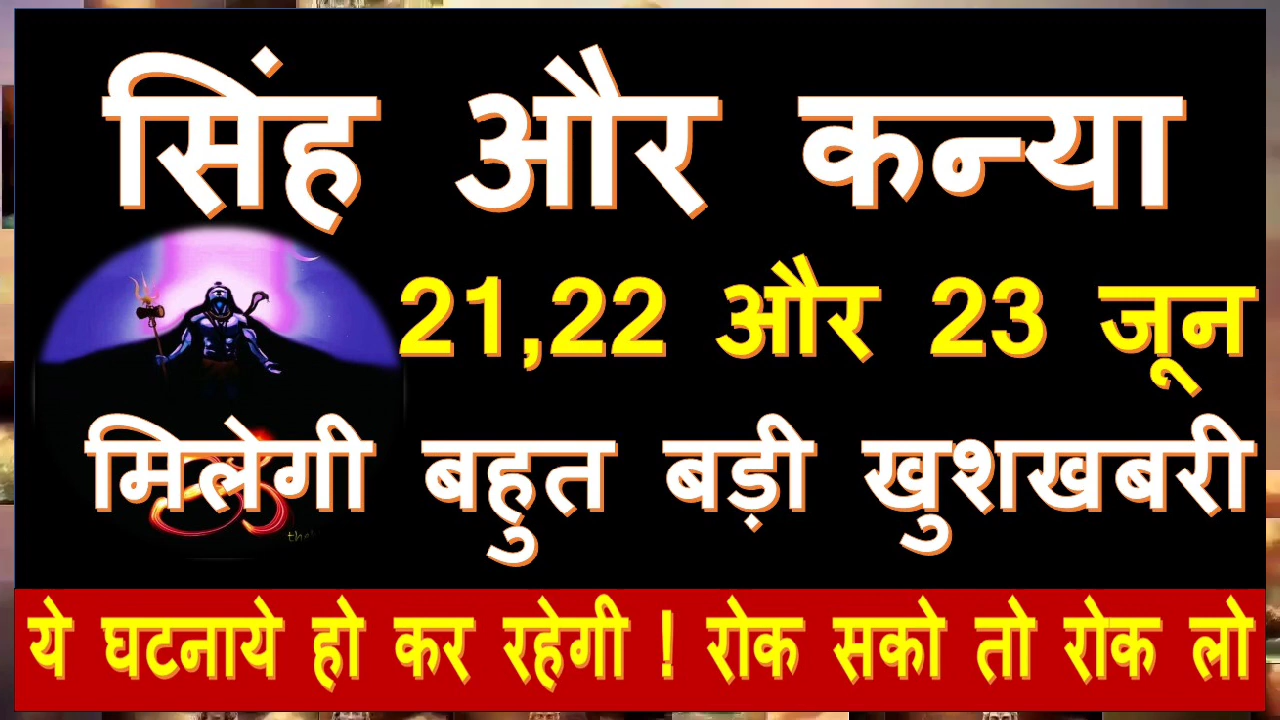 सिंह और कन्या
21,22 और 23 जून
मिलेगी बहुत बड़ी खुशखबरी
ये घटनाये हो कर रहेगी ! रोक सको तो रोक लो